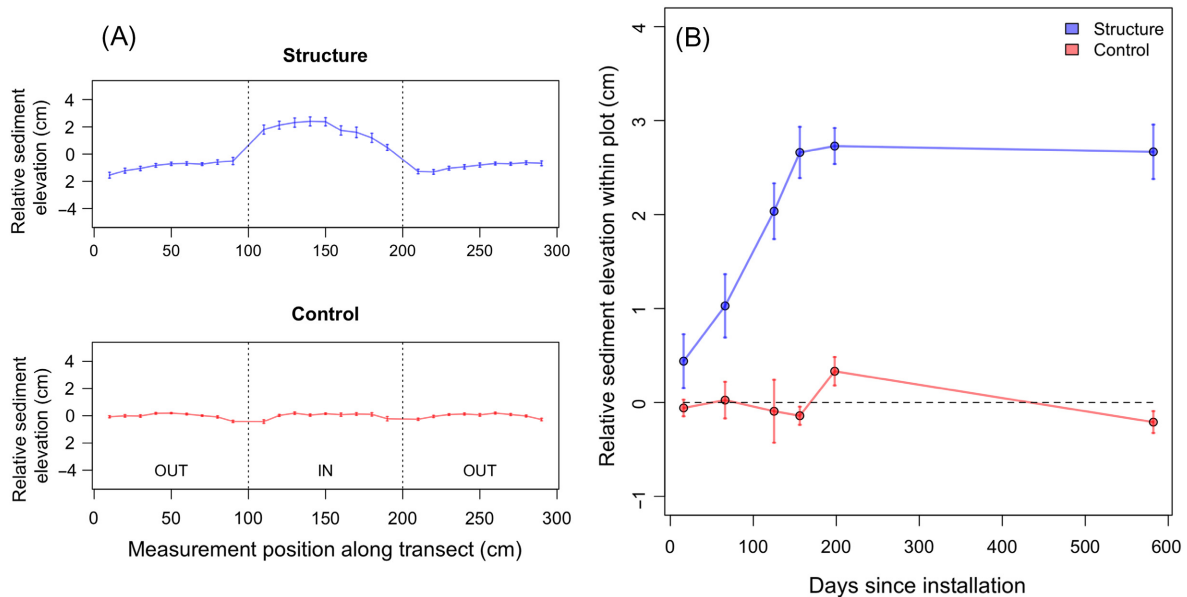 (A)
Structure
Relative sediment
elevation (cm)
4
2
0
2
−4
0 50 100 150 200 250 300
Control
Relative sediment
elevation (cm)
4
2
0
2
−4
OUT IN OUT
0 50 100 150 200 250 300
Measurement position along transect (cm)
(B)
Structure
Control
Relative sediment elevation within plot (cm)
4
3
2
1
0
−1
0 100 200 300 400 500 600
Days since installation